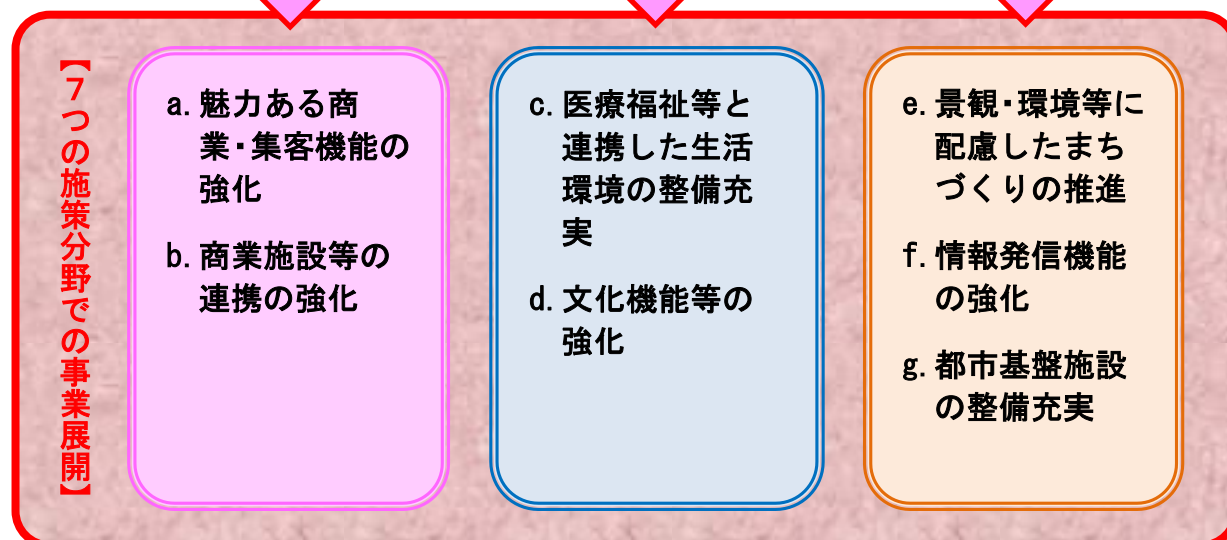 【7つの施策分野での事業展開】
a. 魅力ある商
業・集客機能の
強化
b. 商業施設等の
連携の強化
c. 医療福祉等と
連携した生活
環境の整備充
実
d. 文化機能等の
強化
e. 景観・環境等に
配慮したまち
づくりの推進
f. 情報発信機能
の強化
g. 都市基盤施設
の整備充実